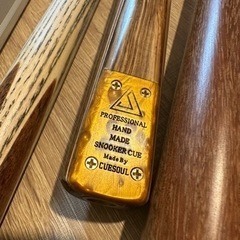 PROFESSIONAL
HAND
MADE
SNOOKER CUE
Made By
CUESOUL